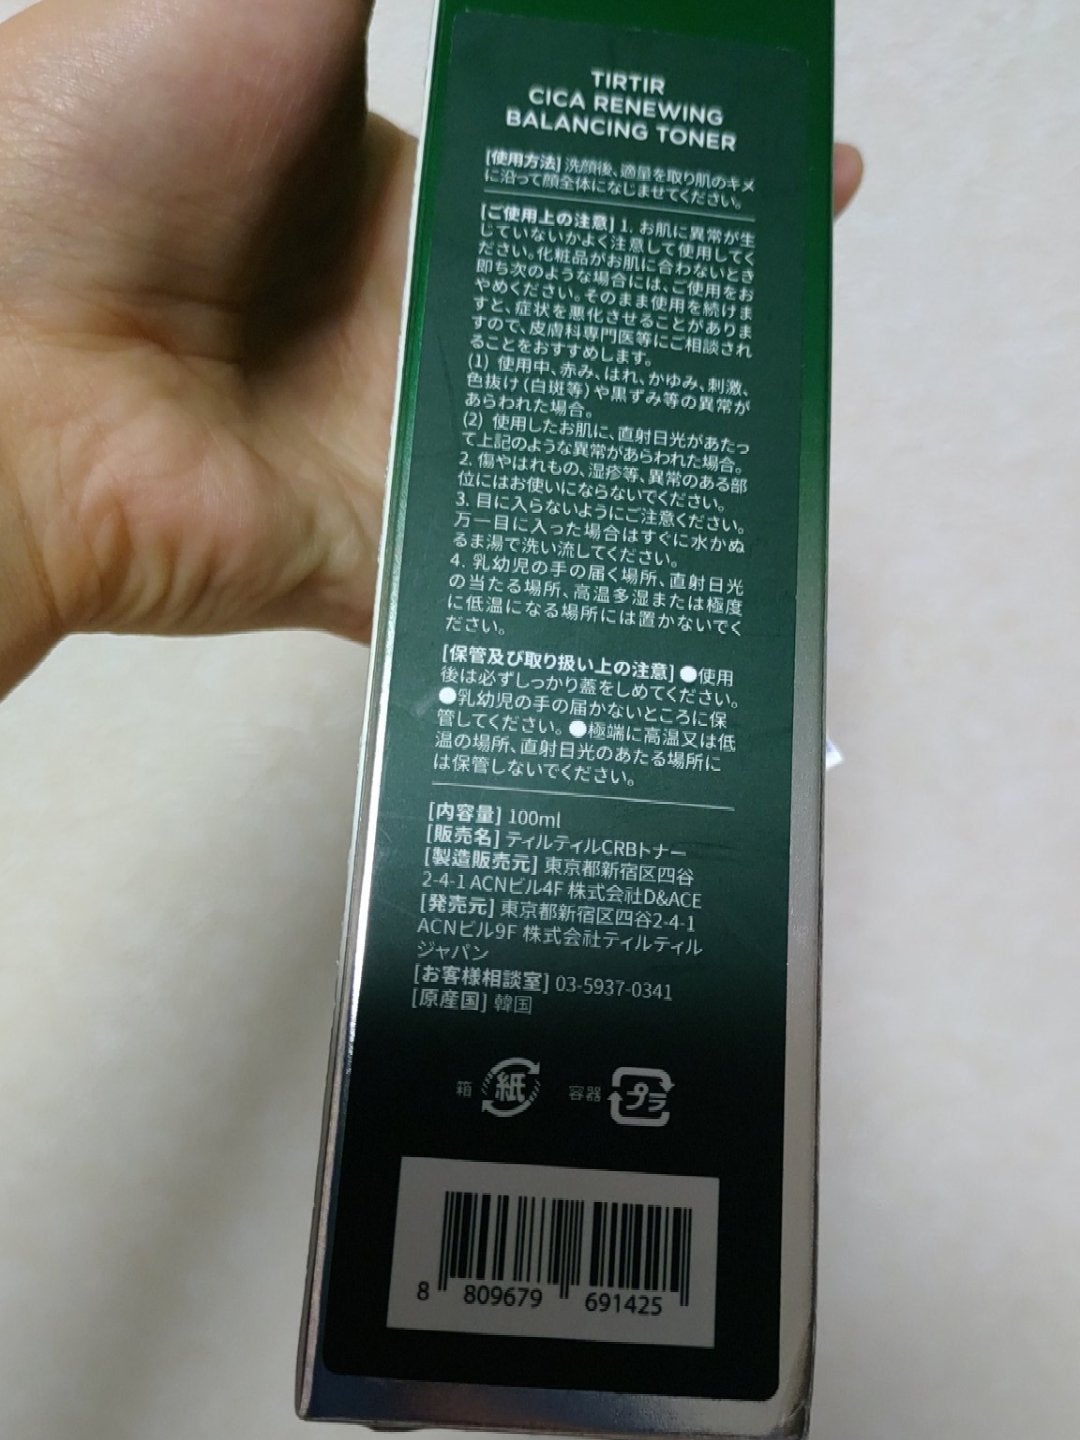 TIRTIR
CICA RENEWING
BALANCING TONER
[使用方法] 洗顔後、適量を取り肌のキメ
に沿って顔全体になじませてください。
[ご使用上の注意] 1. お肌に異常が生
じていないかよく注意して使用してく
ださい。化粧品がお肌に合わないとき
即ち次のような場合には、ご使用をお
やめください。そのまま使用を続けま
すと、症状を悪化させることがありま
すので、皮膚科専門医等にご相談され
ることをおすすめします。
(1) 使用中、赤み、はれ、かゆみ、刺激、
色抜け（白斑等）や黒ずみ等の異常が
あらわれた場合。
(2) 使用したお肌に、直射日光があたっ
て上記のような異常があらわれた場合。
2. 傷やはれもの、湿疹等、異常のある部
位にはお使いにならないでください。
3. 目に入らないようにご注意ください。
万一目に入った場合はすぐに水かぬ
るま湯で洗い流してください。
4. 乳幼児の手の届く場所、直射日光
の当たる場所、高温多湿または極度
に低温になる場所には置かないでく
ださい。
[保管及び取り扱い上の注意] ●使用
後は必ずしっかり蓋をしめてください。
●乳幼児の手の届かないところに保
管してください。●極端に高温又は低
温の場所、直射日光のあたる場所に
は保管しないでください。
[内容量] 100ml
[販売名] ティルティルCRBトナー
[製造販売元] 東京都新宿区四谷
2-4-1 ACNビル4F 株式会社D&ACE
[発売元] 東京都新宿区四谷2-4-1
ACNビル9F 株式会社ティルティル
ジャパン
[お客様相談室] 03-5937-0341
[原産国] 韓国
箱 紙 容器 プラ
8 809679 691425